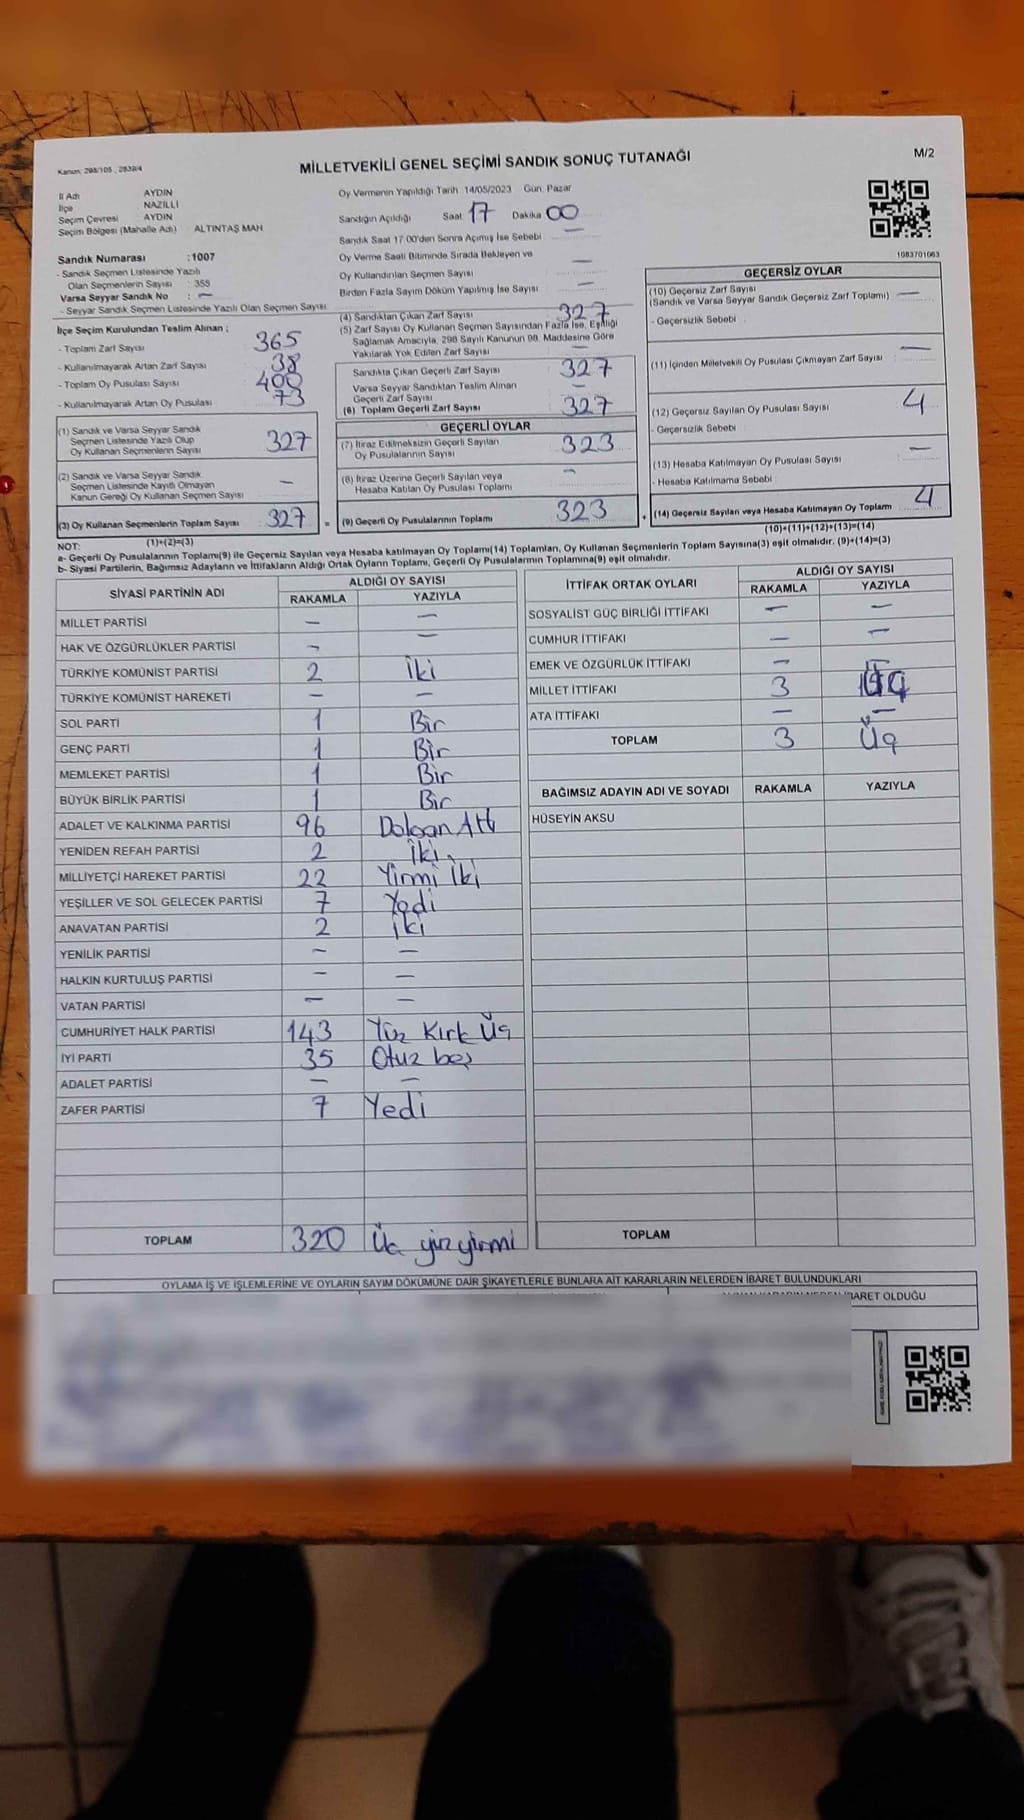 Kanun: 298/105 , 2839/4
MİLLETVEKİLİ GENEL SEÇİMİ SANDIK SONUÇ TUTANAĞI
M/2
İl Adı AYDIN
İlçe NAZİLLİ
Seçim Çevresi AYDIN
Seçim Bölgesi (Mahalle Adı) ALTINTAŞ MAH
Sandık Numarası :1007
- Sandık Seçmen Listesinde Yazılı
Olan Seçmenlerin Sayısı : 355
Varsa Seyyar Sandık No : —
- Seyyar Sandık Seçmen Listesinde Yazılı Olan Seçmen Sayısı
Oy Vermenin Yapıldığı Tarih :14/05/2023 Gün: Pazar
Sandığın Açıldığı Saat 17 Dakika 00
Sandık Saat 17:00'den Sonra Açımış İse Sebebi —
Oy Verme Saati Bitiminde Sırada Bekleyen ve
Oy Kullandırılan Seçmen Sayısı —
Birden Fazla Sayım Döküm Yapılmış İse Sayısı —
1083701063
İlçe Seçim Kurulundan Teslim Alınan ;
- Toplam Zarf Sayısı 365
- Kullanılmayarak Artan Zarf Sayısı 38
- Toplam Oy Pusulası Sayısı 400
- Kullanılmayarak Artan Oy Pusulası 73
(1) Sandık ve Varsa Seyyar Sandık
Seçmen Listesinde Yazılı Olup
Oy Kullanan Seçmenlerin Sayısı 327
(2) Sandık ve Varsa Seyyar Sandık
Seçmen Listesinde Kayıtlı Olmayan
Kanun Gereği Oy Kullanan Seçmen Sayısı —
(3) Oy Kullanan Seçmenlerin Toplam Sayısı 327 =
(1)+(2)=(3)
(4) Sandıktan Çıkan Zarf Sayısı 327
(5) Zarf Sayısı Oy Kullanan Seçmen Sayısından Fazla İse, Eşitliği
Sağlamak Amacıyla, 298 Sayılı Kanunun 98. Maddesine Göre
Yakılarak Yok Edilen Zarf Sayısı —
Sandıkta Çıkan Geçerli Zarf Sayısı 327
Varsa Seyyar Sandıktan Teslim Alınan
Geçerli Zarf Sayısı —
(6) Toplam Geçerli Zarf Sayısı 327
GEÇERLİ OYLAR
(7) İtiraz Edilmeksizin Geçerli Sayılan
Oy Pusulalarının Sayısı 323
(8) İtiraz Üzerine Geçerli Sayılan veya
Hesaba Katılan Oy Pusulası Toplamı —
(9) Geçerli Oy Pusulalarının Toplamı 323 +
GEÇERSİZ OYLAR
(10) Geçersiz Zarf Sayısı —
(Sandık ve Varsa Seyyar Sandık Geçersiz Zarf Toplamı)
- Geçersizlik Sebebi
(11) İçinden Milletvekili Oy Pusulası Çıkmayan Zarf Sayısı —
(12) Geçersiz Sayılan Oy Pusulası Sayısı 4
- Geçersizlik Sebebi
(13) Hesaba Katılmayan Oy Pusulası Sayısı —
- Hesaba Katılmama Sebebi
(14) Geçersiz Sayılan veya Hesaba Katılmayan Oy Toplamı 4
(10)+(11)+(12)+(13)=(14)
NOT:
a- Geçerli Oy Pusulalarının Toplamı(9) ile Geçersiz Sayılan veya Hesaba katılmayan Oy Toplamı(14) Toplamları, Oy Kullanan Seçmenlerin Toplam Sayısına(3) eşit olmalıdır. (9)+(14)=(3)
b- Siyasi Partilerin, Bağımsız Adayların ve İttifakların Aldığı Oy Sayıları Toplamı, Geçerli Oy Pusulalarının Toplamına(9) eşit olmalıdır.
SİYASİ PARTİNİN ADI ALDIĞI OY SAYISI
RAKAMLA YAZIYLA
MİLLET PARTİSİ — —
HAK VE ÖZGÜRLÜKLER PARTİSİ — —
TÜRKİYE KOMÜNİST PARTİSİ 2 İki
TÜRKİYE KOMÜNİST HAREKETİ — —
SOL PARTİ 1 Bir
GENÇ PARTİ 1 Bir
MEMLEKET PARTİSİ 1 Bir
BÜYÜK BİRLİK PARTİSİ 1 Bir
ADALET VE KALKINMA PARTİSİ 96 Doksan Altı
YENİDEN REFAH PARTİSİ 2 İki
MİLLİYETÇİ HAREKET PARTİSİ 22 Yirmi İki
YEŞİLLER VE SOL GELECEK PARTİSİ 7 Yedi
ANAVATAN PARTİSİ 2 İki
YENİLİK PARTİSİ — —
HALKIN KURTULUŞ PARTİSİ — —
VATAN PARTİSİ — —
CUMHURİYET HALK PARTİSİ 143 Yüz Kırk Üç
İYİ PARTİ 35 Otuz beş
ADALET PARTİSİ — —
ZAFER PARTİSİ 7 Yedi
TOPLAM 320 Üç yüz yirmi
İTTİFAK ORTAK OYLARI ALDIĞI OY SAYISI
RAKAMLA YAZIYLA
SOSYALİST GÜÇ BİRLİĞİ İTTİFAKI — —
CUMHUR İTTİFAKI — —
EMEK VE ÖZGÜRLÜK İTTİFAKI —
MİLLET İTTİFAKI 3
ATA İTTİFAKI — —
TOPLAM 3 Üç
BAĞIMSIZ ADAYIN ADI VE SOYADI RAKAMLA YAZIYLA
HÜSEYİN AKSU
TOPLAM
OYLAMA İŞ VE İŞLEMLERİNE VE OYLARIN SAYIM DÖKÜMÜNE DAİR ŞİKAYETLERLE BUNLARA AİT KARARLARIN NELERDEN İBARET BULUNDUKLARI
İBARET OLDUĞU